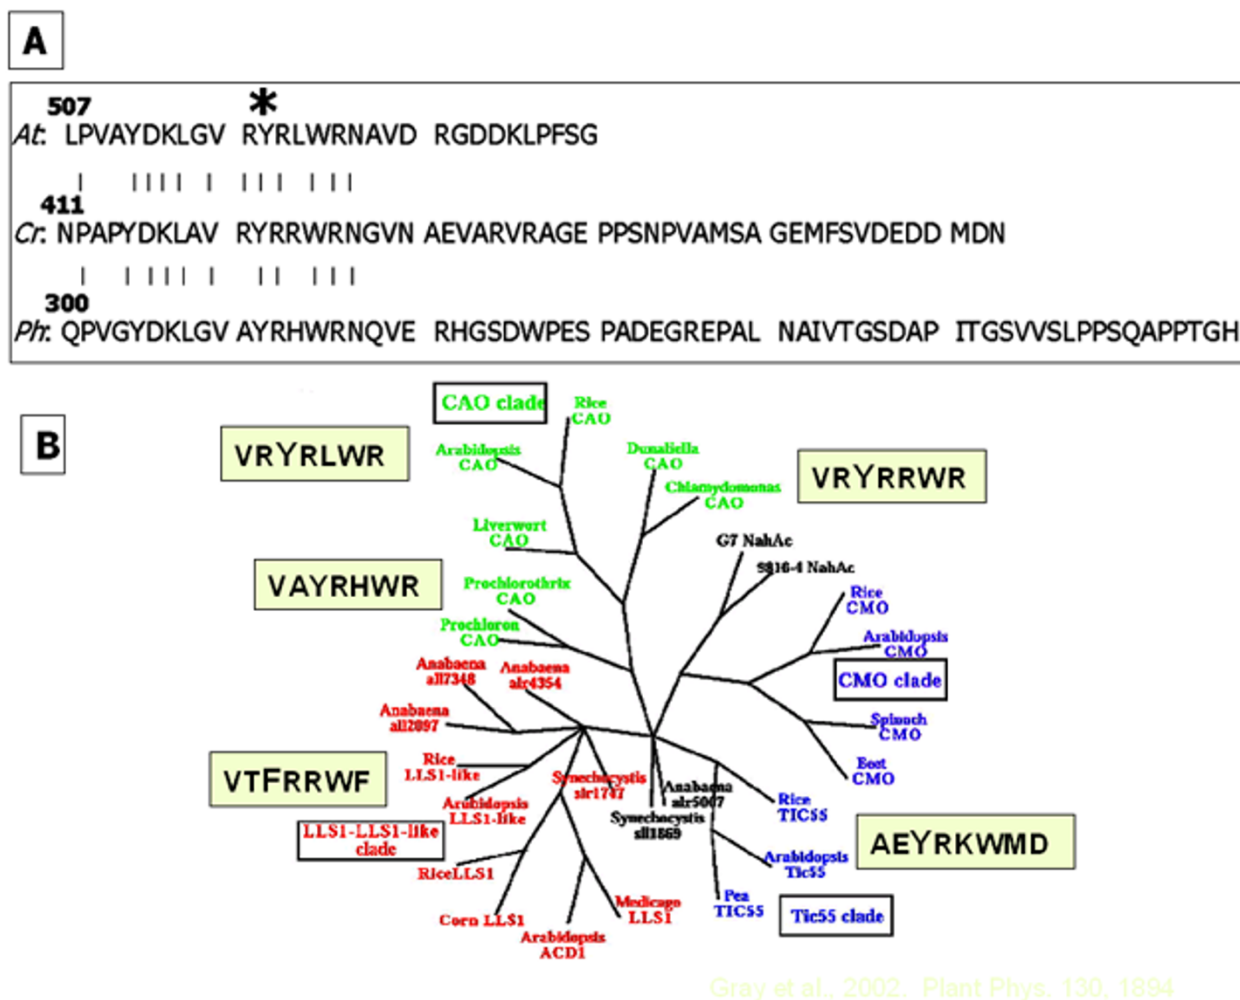 A
507 *
At: LPVAYDKLGV RYRLWRNAVD RGDDKLPFSG
411
Cr: NPAPYDKLAV RYRRWRNGVN AEVARVRAGE PPSNPVAMSA GEMFSVDEDD MDN
300
Ph: QPVGYDKLGV AYRHWRNQVE RHGSDWPES PADEGREPAL NAIVTGSDAP ITGSVVSLPPSQAPPTGH
B
CAO clade
Rice
CAO
VRYRLWR
Arabidopsis
CAO
Dunaliella
CAO
VRYRRWR
Chlamydomonas
CAO
Liverwort
CAO
G7 NahAc
9816-4 NahAc
VAYRHWR
Prochlorothrix
CAO
Rice
CMO
Prochloron
CAO
Arabidopsis
CMO
Anabaena
all7348
Anabaena
alr4354
CMO clade
Anabaena
all2097
Spinach
CMO
Rice
LLS1-like
Beet
CMO
VTFRRWF
Synechocystis
slr1747
Anabaena
alr5007
Arabidopsis
LLS1-like
Rice
TIC55
Synechocystis
sll1869
LLS1-LLS1-like
clade
AEYRKWMD
Arabidopsis
Tic55
RiceLLS1
Pea
TIC55
Medicago
LLS1
Tic55 clade
Corn LLS1
Arabidopsis
ACD1
Gray et al., 2002. Plant Phys. 130, 1894